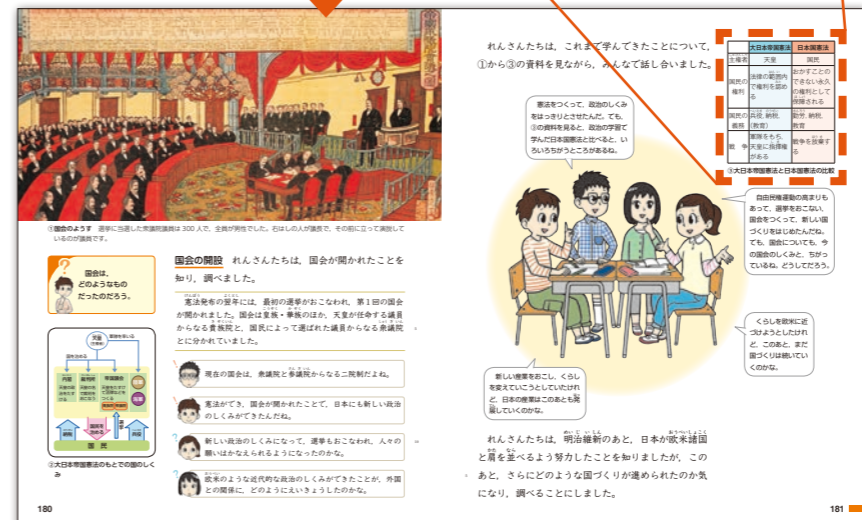 ①国会のようす 選挙に当選した衆議院議員は300人で、全員が男性でした。右はしの人が議長で、その前に立って演説して
いるのが議員です。
国会は、
どのようなもの
だったのだろう。
国会の開設 れんさんたちは、国会が開かれたことを
知り、調べました。
憲法発布の翌年には、最初の選挙がおこなわれ、第1回の国会
が開かれました。国会は皇族・華族のほか、天皇が任命する議員
からなる貴族院と、国民によって選ばれた議員からなる衆議院
とに分かれていました。
現在の国会は、衆議院と参議院からなる二院制だよね。
憲法ができ、国会が開かれたことで、日本にも新しい政治
のしくみができたんだね。
新しい政治のしくみになって、選挙もおこなわれ、人々の
願いはかなえられるようになったのかな。
欧米のような近代的な政治のしくみができたことが、外国
との関係に、どのようにえいきょうしたのかな。
天皇
内閣
裁判所
帝国議会
国民
②大日本帝国憲法のもとでの国のしく
み
180
れんさんたちは、これまで学んできたことについて、
①から③の資料を見ながら、みんなで話し合いました。
大日本帝国憲法 日本国憲法
主権者 天皇 国民
国民の権利 法律の範囲内で権利を認める おかすことのできない永久の権利として保障される
国民の義務 兵役、納税、(教育) 勤労、納税、教育
戦争 軍隊をもち、天皇に指揮権がある 戦争を放棄する
③大日本帝国憲法と日本国憲法の比較
憲法をつくって、政治のしくみ
をはっきりとさせたんだ。でも、
③の資料を見ると、政治の学習で
学んだ日本国憲法と比べると、い
ろいろちがうところがあるね。
自由民権運動の高まりも
あって、選挙をおこない、
国会をつくって、新しい国
づくりをはじめたんだね。
でも、国会についても、今
の国会のしくみと、ちがっ
ているね。どうしてだろう。
くらしを欧米に近
づけようとしたけれ
ど、このあと、まだ
国づくりは続いてい
くのかな。
新しい産業をおこし、くらし
を変えていこうとしていたけれ
ど、日本の産業はこのあとも発
展していくのかな。
れんさんたちは、明治維新のあと、日本が欧米諸国
と肩を並べるよう努力したことを知りましたが、この
あと、さらにどのような国づくりが進められたのか気
になり、調べることにしました。
181